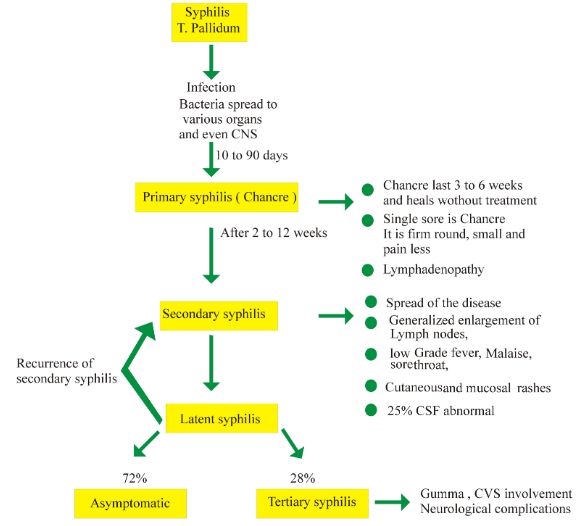 Syphilis
T. Pallidum
Infection
Bacteria spread to
various organs
and even CNS
10 to 90 days
Primary syphilis ( Chancre )
Chancre last 3 to 6 weeks
and heals wothout treatment
Single sore is Chancre
It is firm round, small and
pain less
Lymphadenopathy
After 2 to 12 weeks
Secondary syphilis
Spread of the disease
Generalized enlargement of
Lymph nodes,
low Grade fever, Malaise,
sorethroat,
Cutaneousand mucosal rashes
25% CSF abnormal
Recurrence of
secondary syphilis
Latent syphilis
72%
Asymptomatic
28%
Tertiary syphilis
Gumma , CVS involvement
Neurological complications